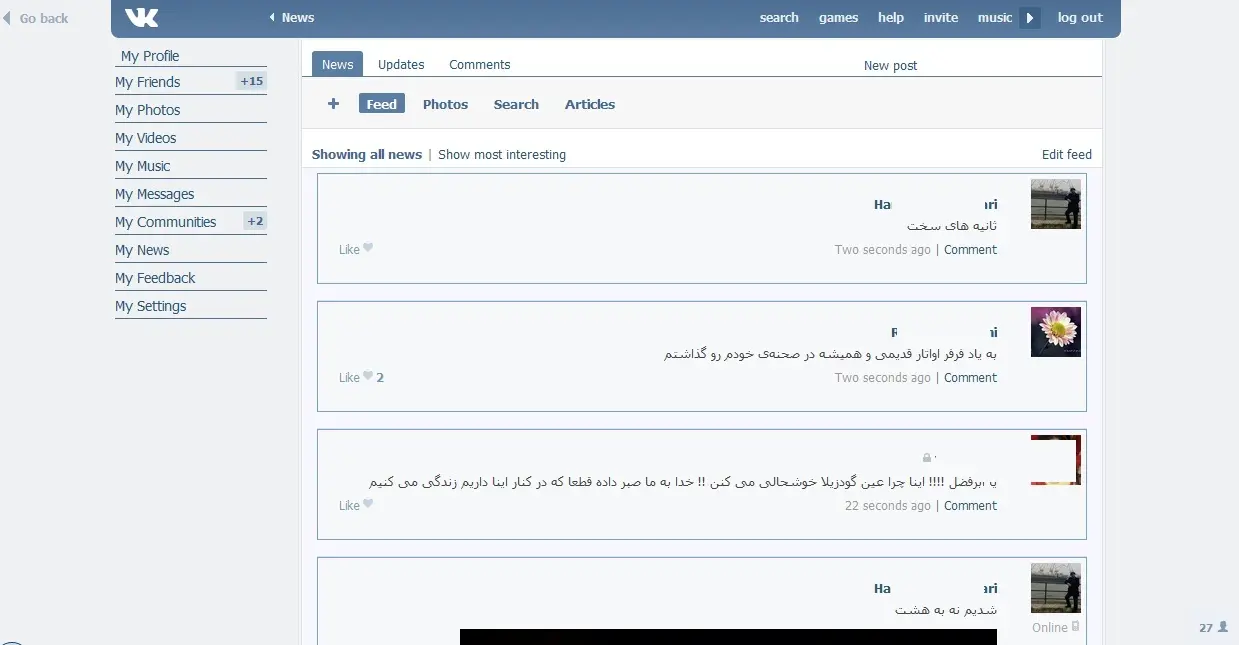 Go back
VK
News
search games help invite music log out
My Profile
My Friends +15
My Photos
My Videos
My Music
My Messages
My Communities +2
My News
My Feedback
My Settings
News Updates Comments New post
+ Feed Photos Search Articles
Showing all news | Show most interesting Edit feed
Ha ari
ثانیه های سخت
Like Two seconds ago | Comment
R ni
به یاد فرفر اواتار قدیمی و همیشه در صحنه‌ی خودم رو گذاشتم
Like 2 Two seconds ago | Comment
یا ابرفضل !!!! اینا چرا عین گودزیلا خوشحالی می کنن !! خدا به ما صبر داده قطعا که در کنار اینا داریم زندگی می کنیم
Like 22 seconds ago | Comment
Ha ari
شدیم نه به هشت
Online
27